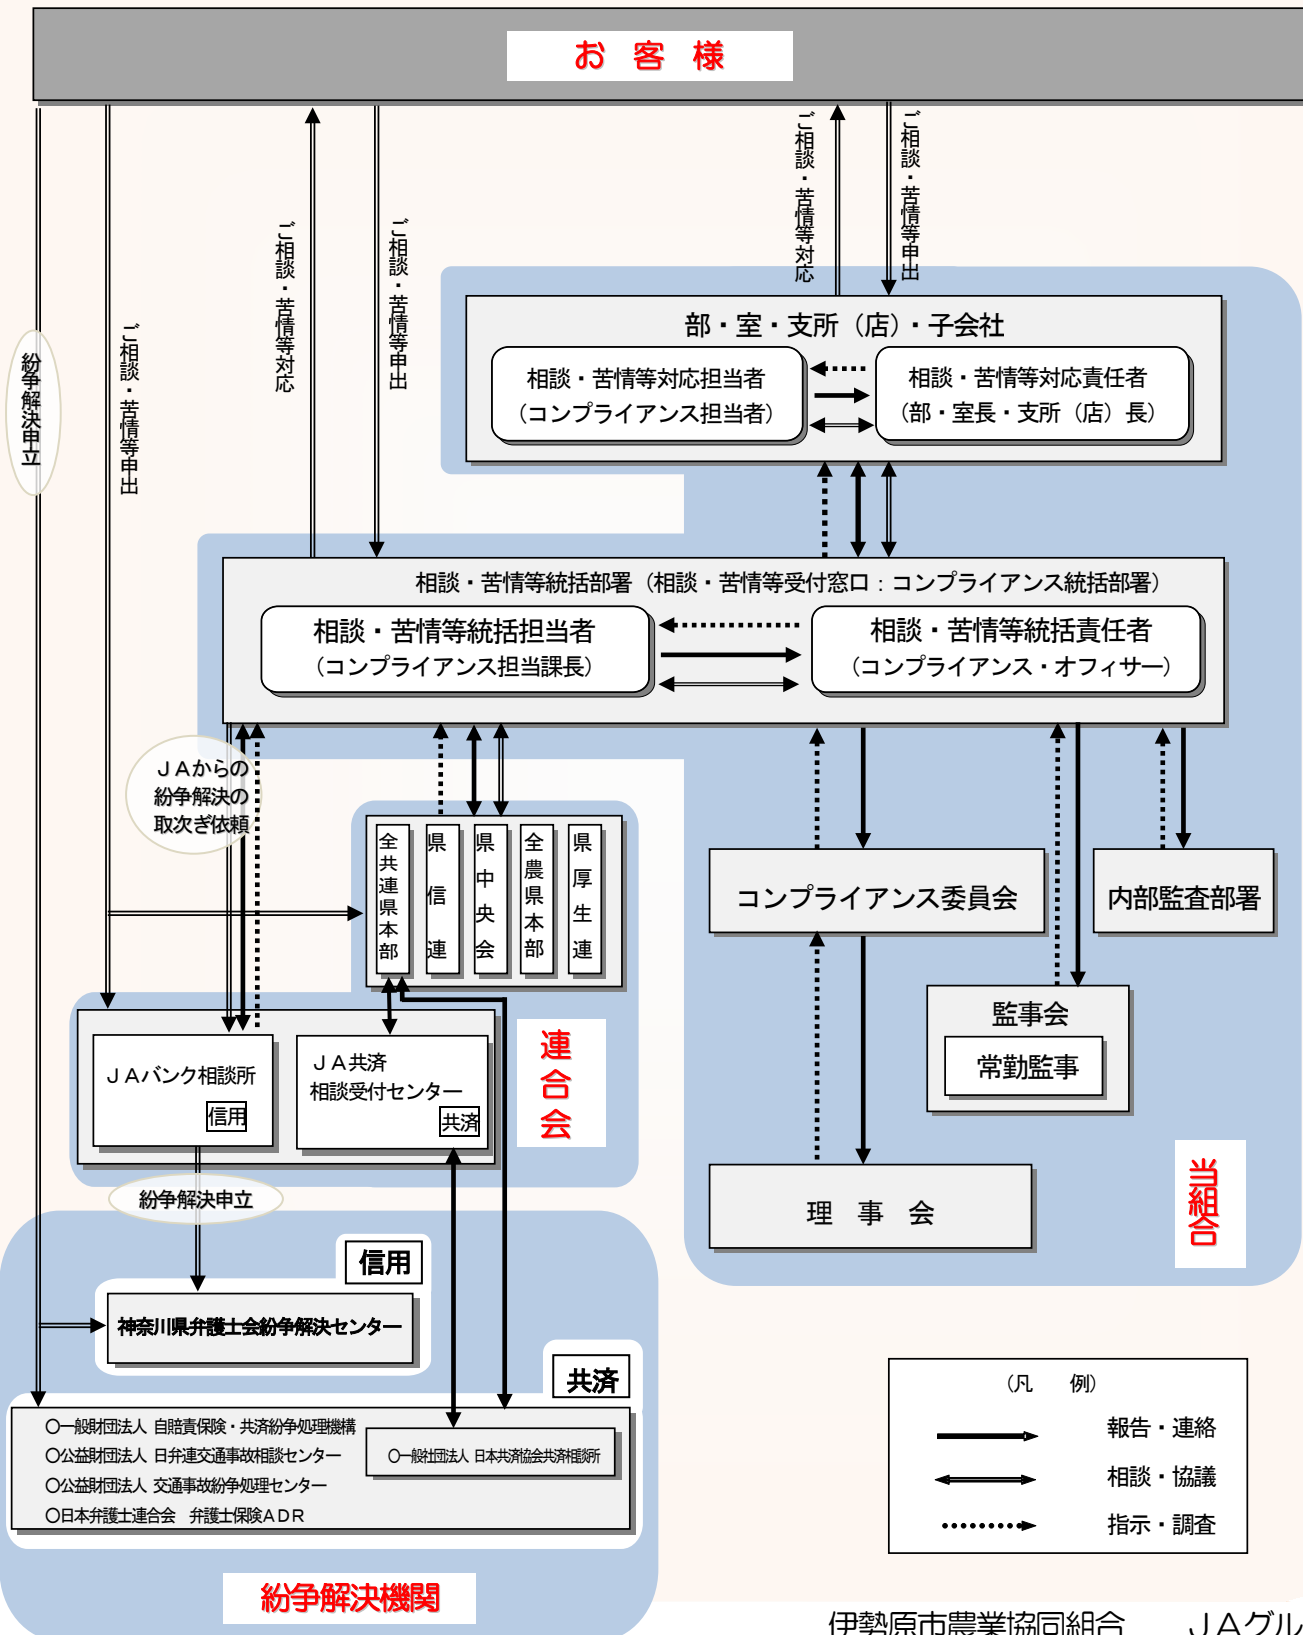 お 客 様
ご相談・苦情等対応
ご相談・苦情等申出
ご相談・苦情等対応
ご相談・苦情等申出
ご相談・苦情等申出
紛争解決申立
部・室・支所（店）・子会社
相談・苦情等対応担当者
（コンプライアンス担当者）
相談・苦情等対応責任者
（部・室長・支所（店）長）
相談・苦情等統括部署（相談・苦情等受付窓口：コンプライアンス統括部署）
相談・苦情等統括担当者
（コンプライアンス担当課長）
相談・苦情等統括責任者
（コンプライアンス・オフィサー）
ＪＡからの
紛争解決の
取次ぎ依頼
全共連県本部
県信連
県中央会
全農県本部
県厚生連
コンプライアンス委員会
内部監査部署
監事会
常勤監事
理 事 会
当組合
連合会
ＪＡバンク相談所
信用
ＪＡ共済
相談受付センター
共済
紛争解決申立
信用
神奈川県弁護士会紛争解決センター
共済
〇一般財団法人 自賠責保険・共済紛争処理機構
〇公益財団法人 日弁連交通事故相談センター
〇公益財団法人 交通事故紛争処理センター
〇日本弁護士連合会 弁護士保険ＡＤＲ
〇一般社団法人 日本共済協会共済相談所
紛争解決機関
（凡 例）
報告・連絡
相談・協議
指示・調査
伊勢原市農業協同組合 ＪＡグル